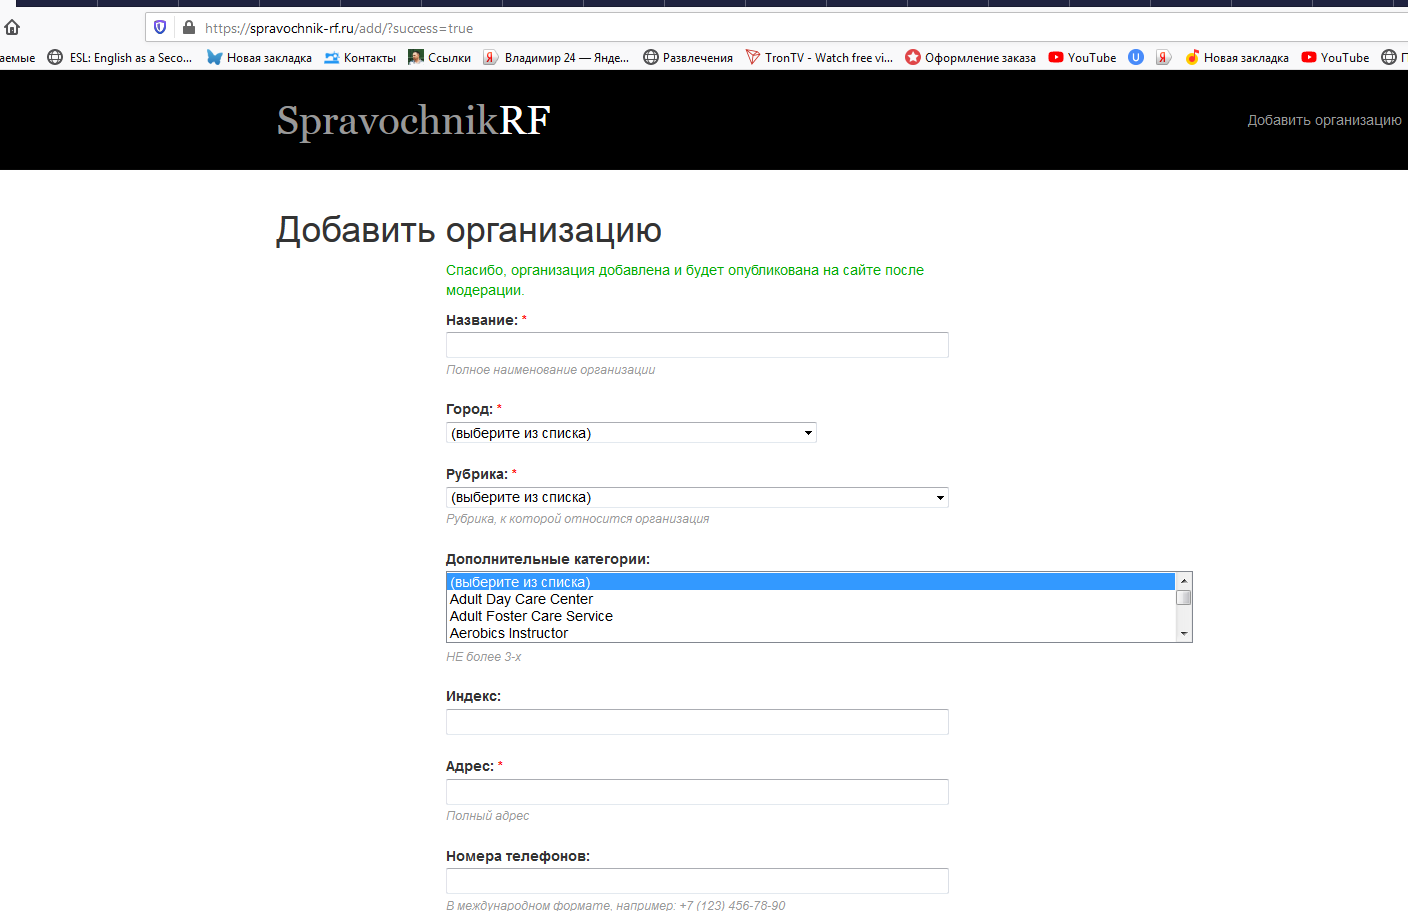 https://spravochnik-rf.ru/add/?success=true
аемые ESL: English as a Seco... Новая закладка Контакты Ссылки Владимир 24 — Янде... Развлечения TronTV - Watch free vi... Оформление заказа YouTube U Я Новая закладка YouTube
SpravochnikRF
Добавить организацию
Добавить организацию
Спасибо, организация добавлена и будет опубликована на сайте после
модерации.
Название: *
Полное наименование организации
Город: *
(выберите из списка)
Рубрика: *
(выберите из списка)
Рубрика, к которой относится организация
Дополнительные категории:
(выберите из списка)
Adult Day Care Center
Adult Foster Care Service
Aerobics Instructor
НЕ более 3-х
Индекс:
Адрес: *
Полный адрес
Номера телефонов:
В международном формате, например: +7 (123) 456-78-90